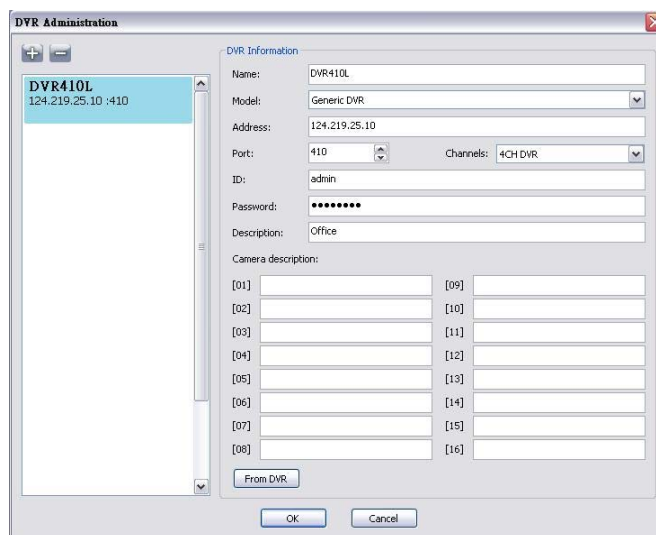 DVR Administration
DVR410L
124.219.25.10 :410
DVR Information
Name: DVR410L
Model: Generic DVR
Address: 124.219.25.10
Port: 410 Channels: 4CH DVR
ID: admin
Password: ●●●●●●●●
Description: Office
Camera description:
[01] [09]
[02] [10]
[03] [11]
[04] [12]
[05] [13]
[06] [14]
[07] [15]
[08] [16]
From DVR
OK Cancel